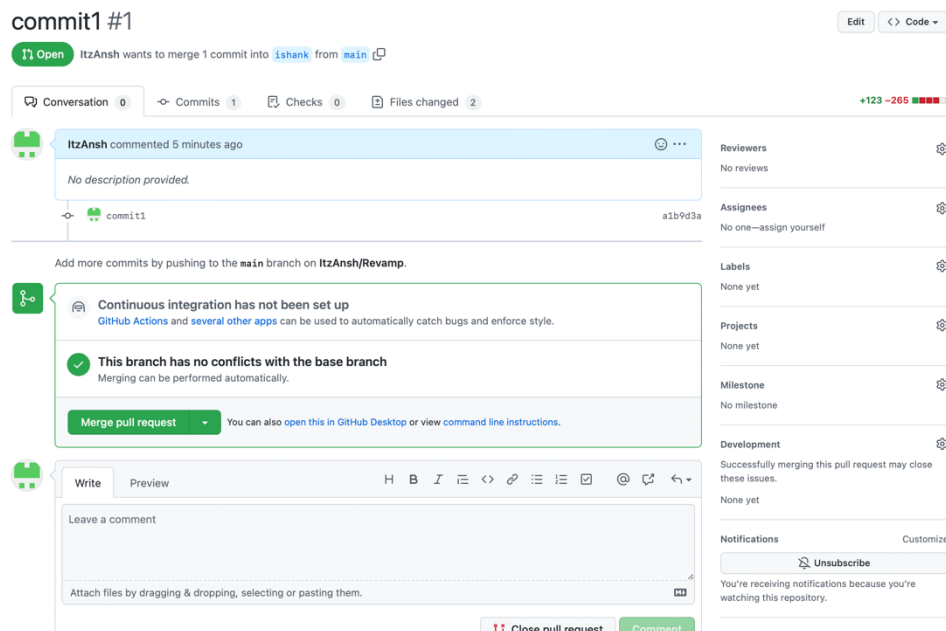 commit1 #1
Edit
<> Code
Open
ItzAnsh wants to merge 1 commit into ishank from main
Conversation 0
Commits 1
Checks 0
Files changed 2
+123 −265
ItzAnsh commented 5 minutes ago
No description provided.
commit1
a1b9d3a
Add more commits by pushing to the main branch on ItzAnsh/Revamp.
Continuous integration has not been set up
GitHub Actions and several other apps can be used to automatically catch bugs and enforce style.
This branch has no conflicts with the base branch
Merging can be performed automatically.
Merge pull request
You can also open this in GitHub Desktop or view command line instructions.
Write
Preview
Leave a comment
Attach files by dragging & dropping, selecting or pasting them.
Close pull request
Comment
Reviewers
No reviews
Assignees
No one—assign yourself
Labels
None yet
Projects
None yet
Milestone
No milestone
Development
Successfully merging this pull request may close
these issues.
None yet
Notifications
Customize
Unsubscribe
You're receiving notifications because you're
watching this repository.